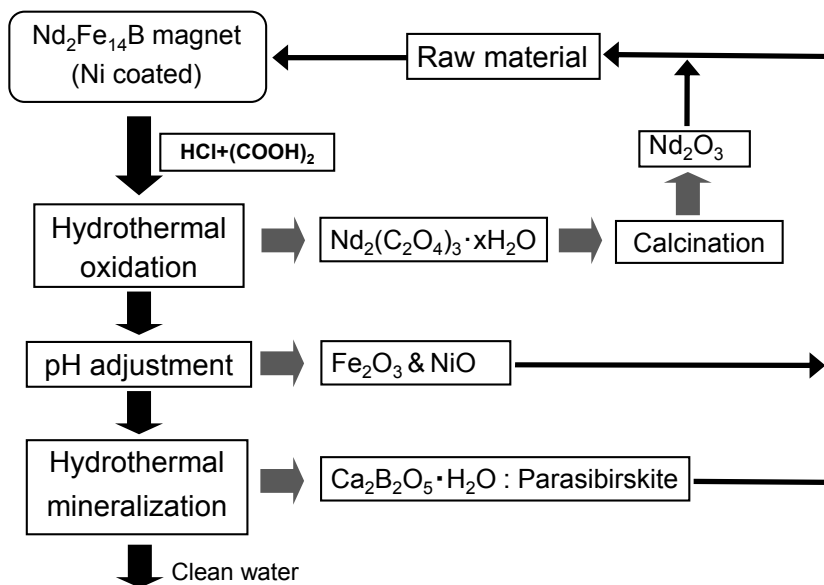 Nd₂Fe₁₄B magnet
(Ni coated)
Raw material
HCl+(COOH)₂
Nd₂O₃
Hydrothermal
oxidation
Nd₂(C₂O₄)₃·xH₂O
Calcination
pH adjustment
Fe₂O₃ & NiO
Hydrothermal
mineralization
Ca₂B₂O₅·H₂O : Parasibirskite
Clean water